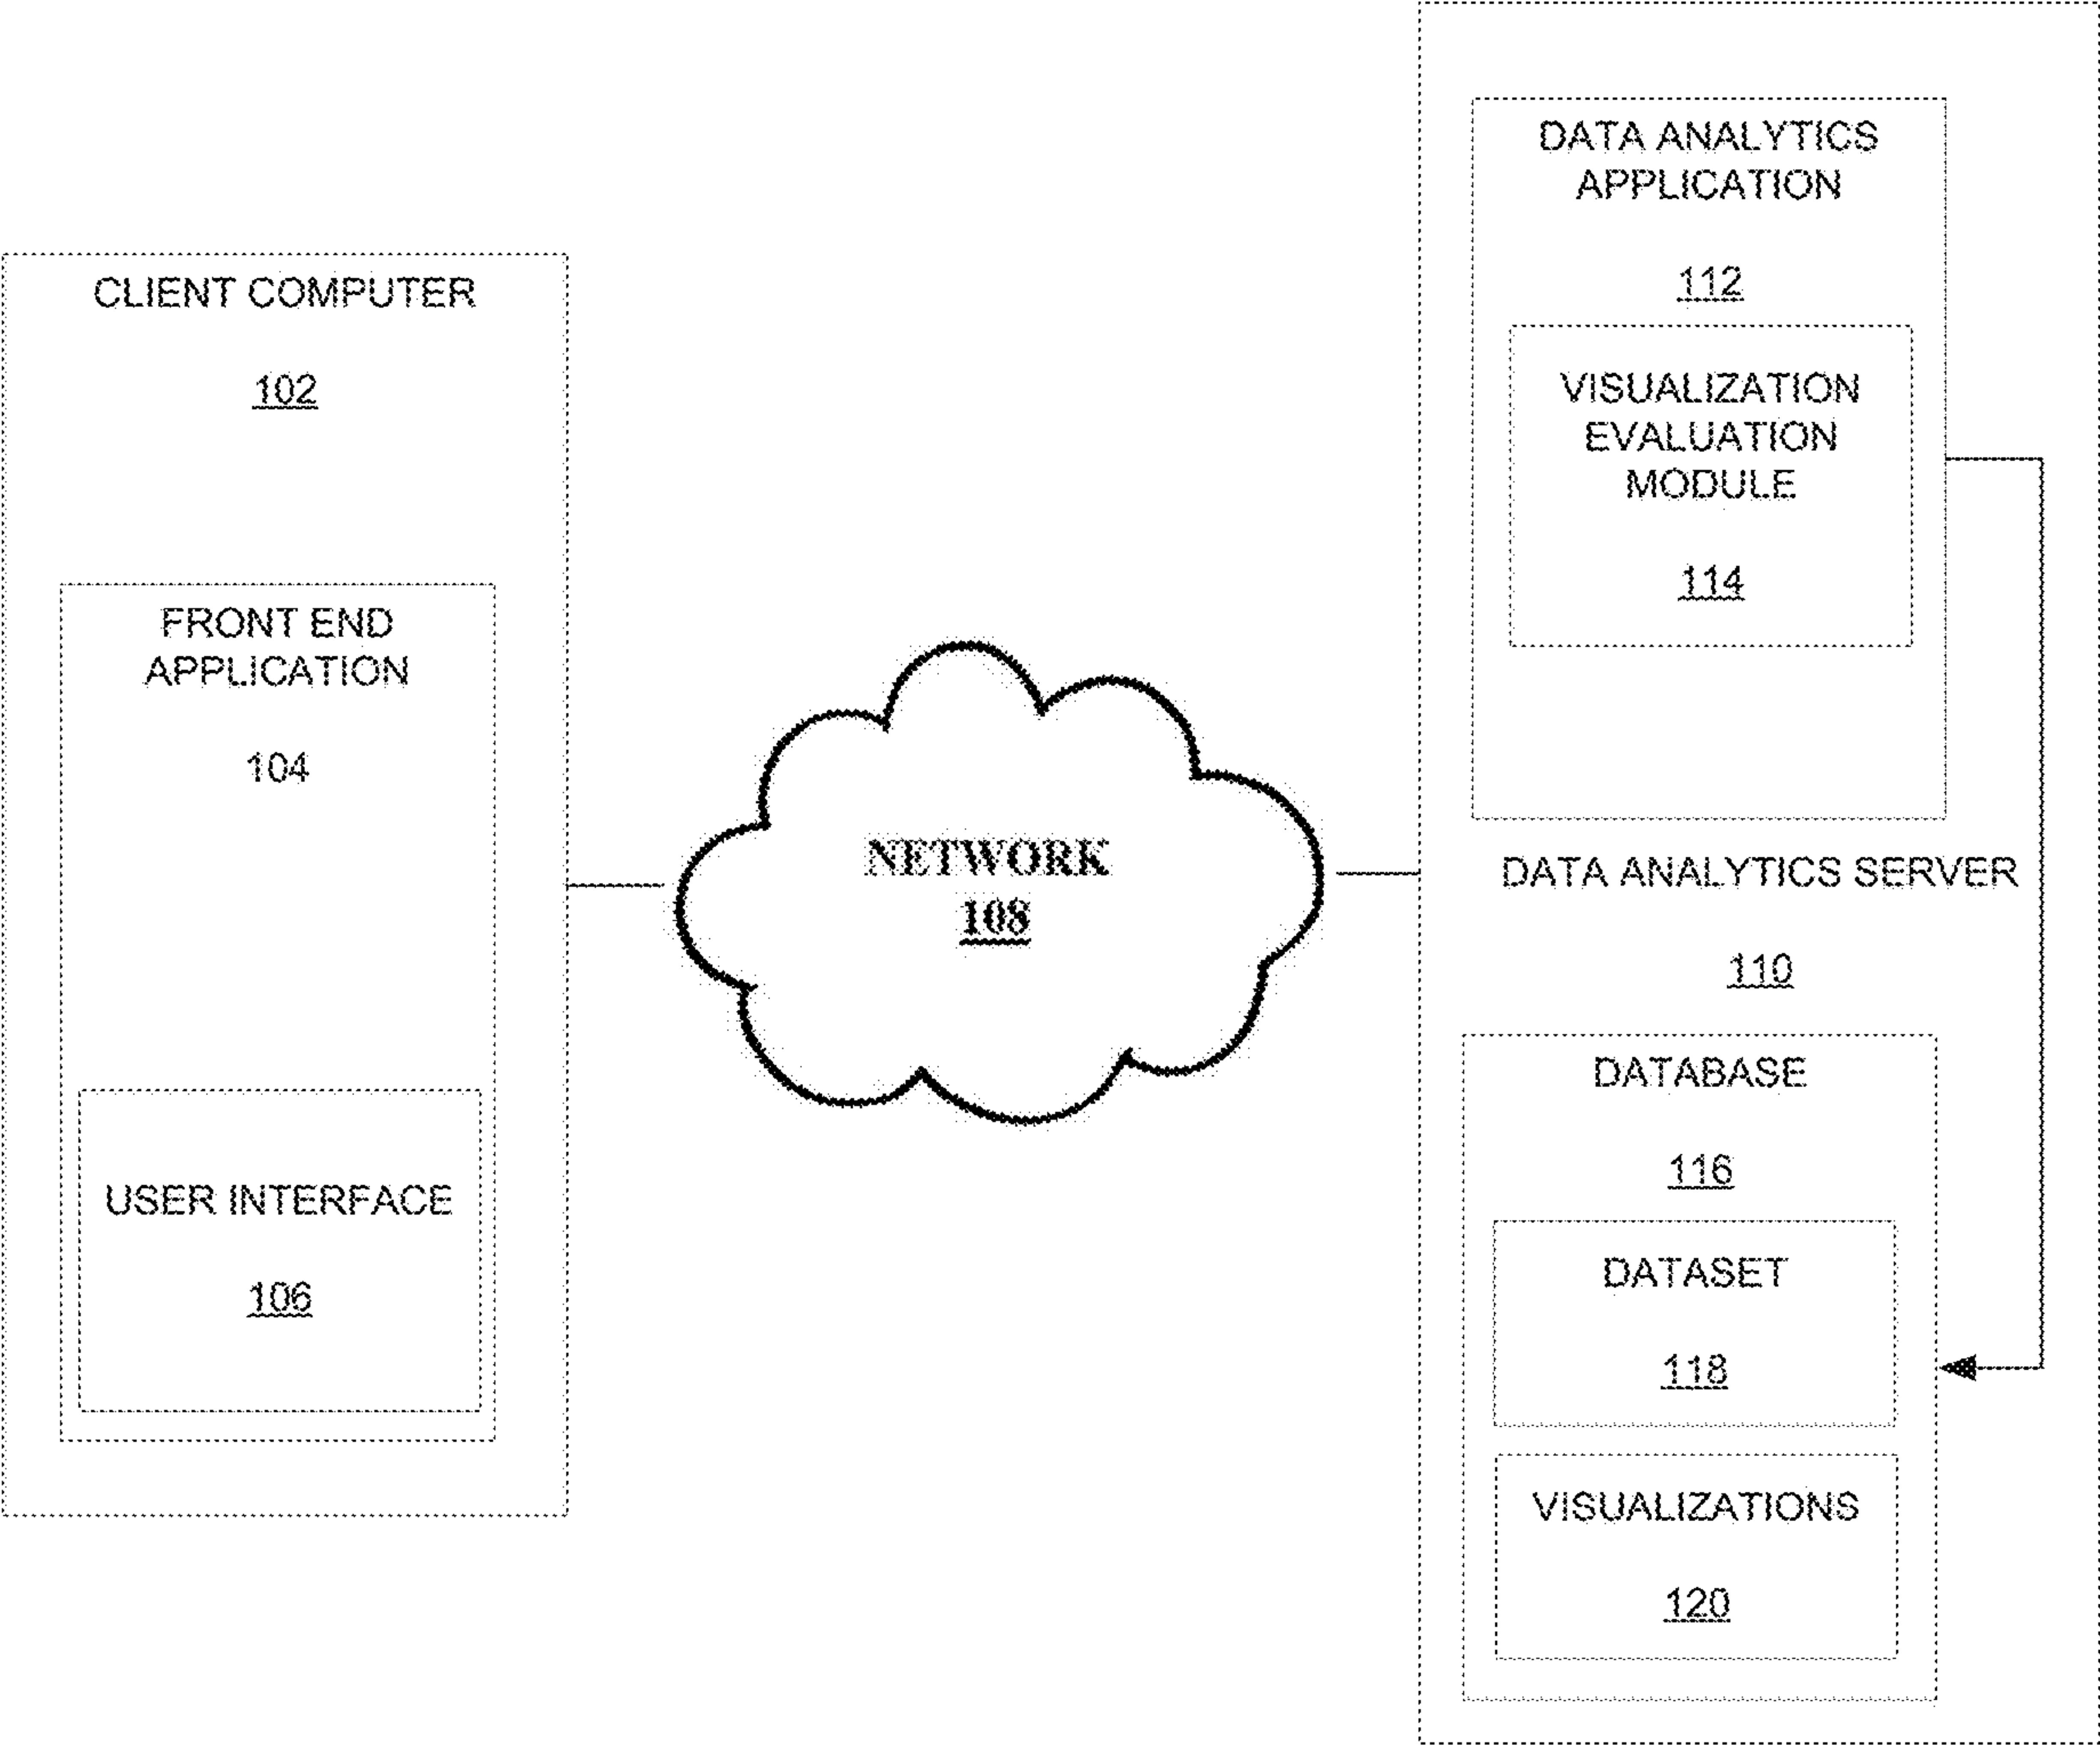 CLIENT COMPUTER
102
FRONT END
APPLICATION
104
USER INTERFACE
106
NETWORK
108
DATA ANALYTICS
APPLICATION
112
VISUALIZATION
EVALUATION
MODULE
114
DATA ANALYTICS SERVER
110
DATABASE
116
DATASET
118
VISUALIZATIONS
120